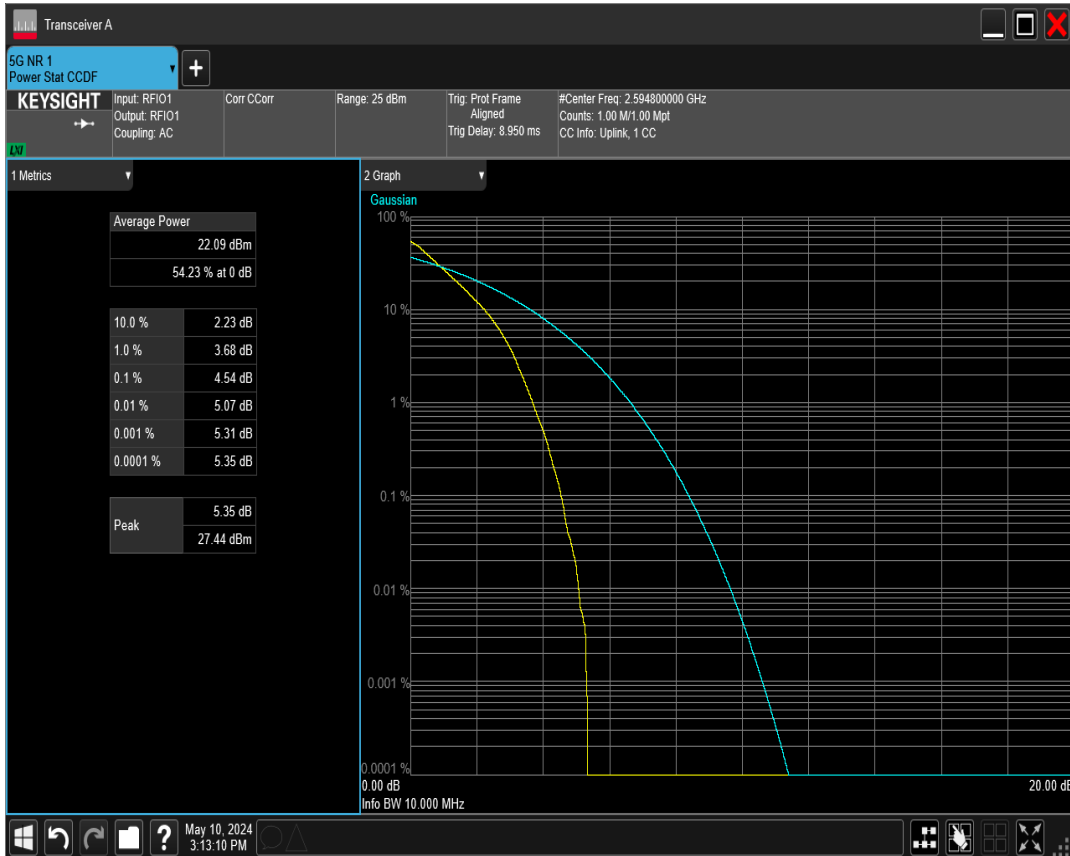 Transceiver A
5G NR 1
Power Stat CCDF
KEYSIGHT
LXI
Input: RFIO1
Output: RFIO1
Coupling: AC
Corr CCorr
Range: 25 dBm
Trig: Prot Frame
Aligned
Trig Delay: 8.950 ms
#Center Freq: 2.594800000 GHz
Counts: 1.00 M/1.00 Mpt
CC Info: Uplink, 1 CC
1 Metrics
Average Power
22.09 dBm
54.23 % at 0 dB
10.0 % 2.23 dB
1.0 % 3.68 dB
0.1 % 4.54 dB
0.01 % 5.07 dB
0.001 % 5.31 dB
0.0001 % 5.35 dB
Peak
5.35 dB
27.44 dBm
2 Graph
Gaussian
100 %
10 %
1 %
0.1 %
0.01 %
0.001 %
0.0001 %
0.00 dB 20.00 dB
Info BW 10.000 MHz
? May 10, 2024
3:13:10 PM